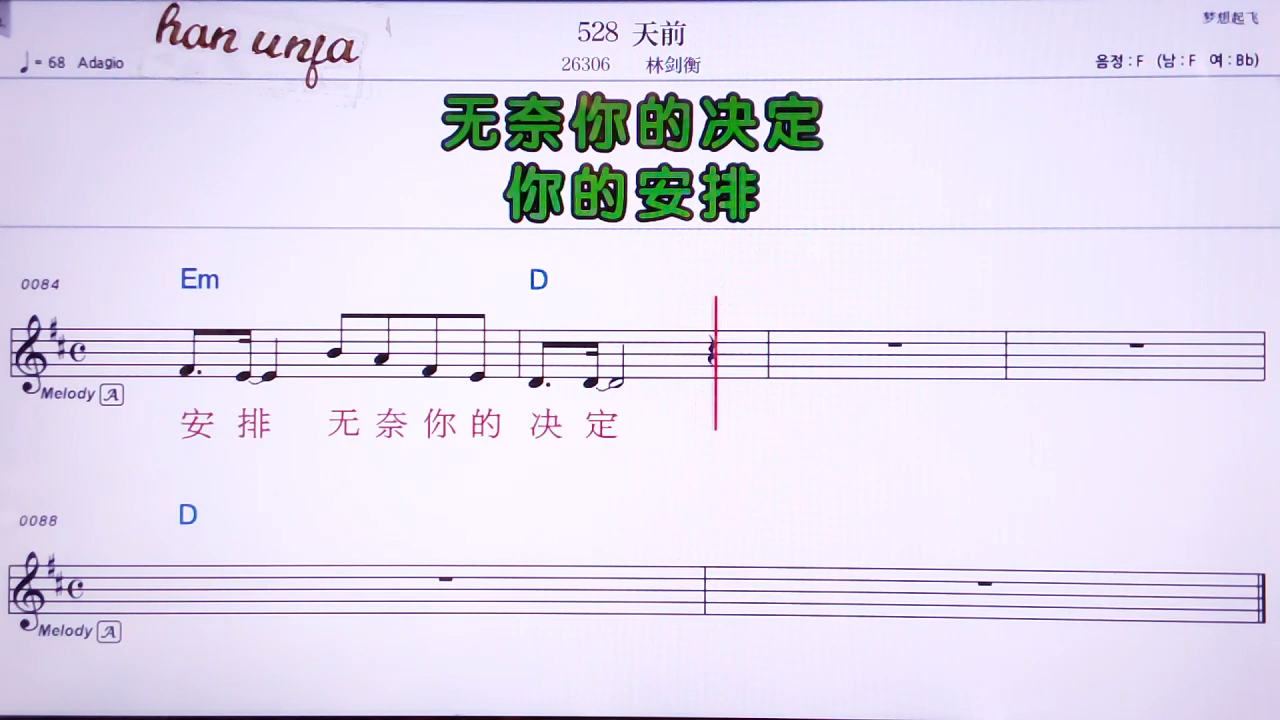 han unfa
528 天前
梦想起飞
♩= 68 Adagio
26306 林剑衡
음정 : F (남 : F 여 : Bb)
无奈你的决定
你的安排
0084
Em D
Melody A
安 排 无 奈 你 的 决 定
0088
D
Melody A